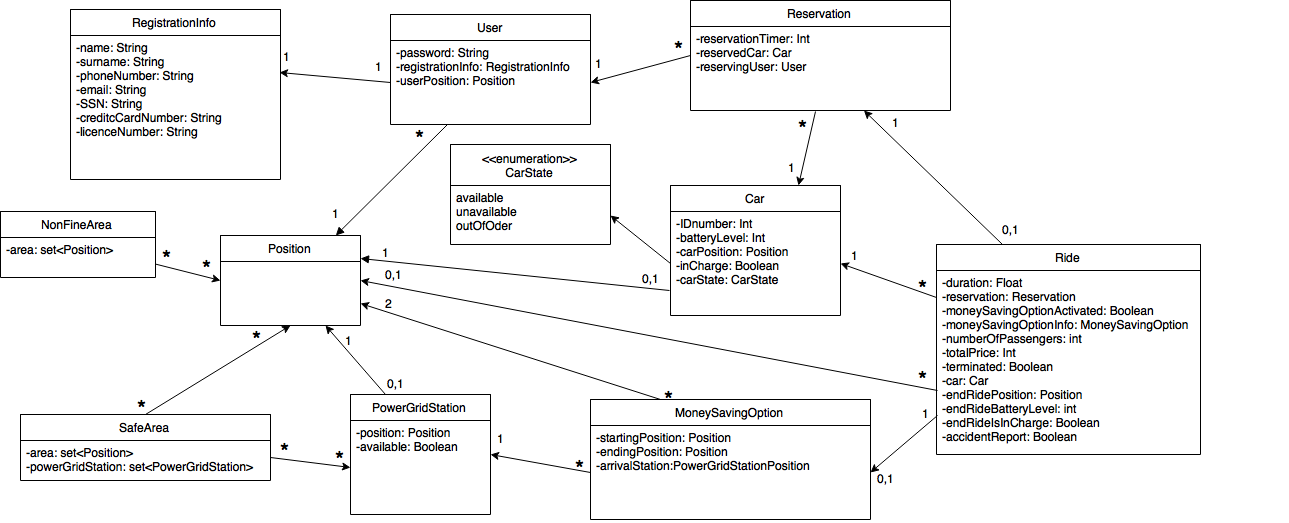 RegistrationInfo
-name: String
-surname: String
-phoneNumber: String
-email: String
-SSN: String
-creditcCardNumber: String
-licenceNumber: String
User
-password: String
-registrationInfo: RegistrationInfo
-userPosition: Position
Reservation
-reservationTimer: Int
-reservedCar: Car
-reservingUser: User
1
1
1
*
*
1
*
1
1
0,1
<<enumeration>>
CarState
available
unavailable
outOfOder
Car
-IDnumber: Int
-batteryLevel: Int
-carPosition: Position
-inCharge: Boolean
-carState: CarState
NonFineArea
-area: set<Position>
*
*
Position
1
0,1
0,1
2
1
*
*
Ride
-duration: Float
-reservation: Reservation
-moneySavingOptionActivated: Boolean
-moneySavingOptionInfo: MoneySavingOption
-numberOfPassengers: int
-totalPrice: Int
-terminated: Boolean
-car: Car
-endRidePosition: Position
-endRideBatteryLevel: int
-endRideIsInCharge: Boolean
-accidentReport: Boolean
*
*
1
0,1
*
1
0,1
SafeArea
-area: set<Position>
-powerGridStation: set<PowerGridStation>
*
*
PowerGridStation
-position: Position
-available: Boolean
1
*
MoneySavingOption
-startingPosition: Position
-endingPosition: Position
-arrivalStation:PowerGridStationPosition